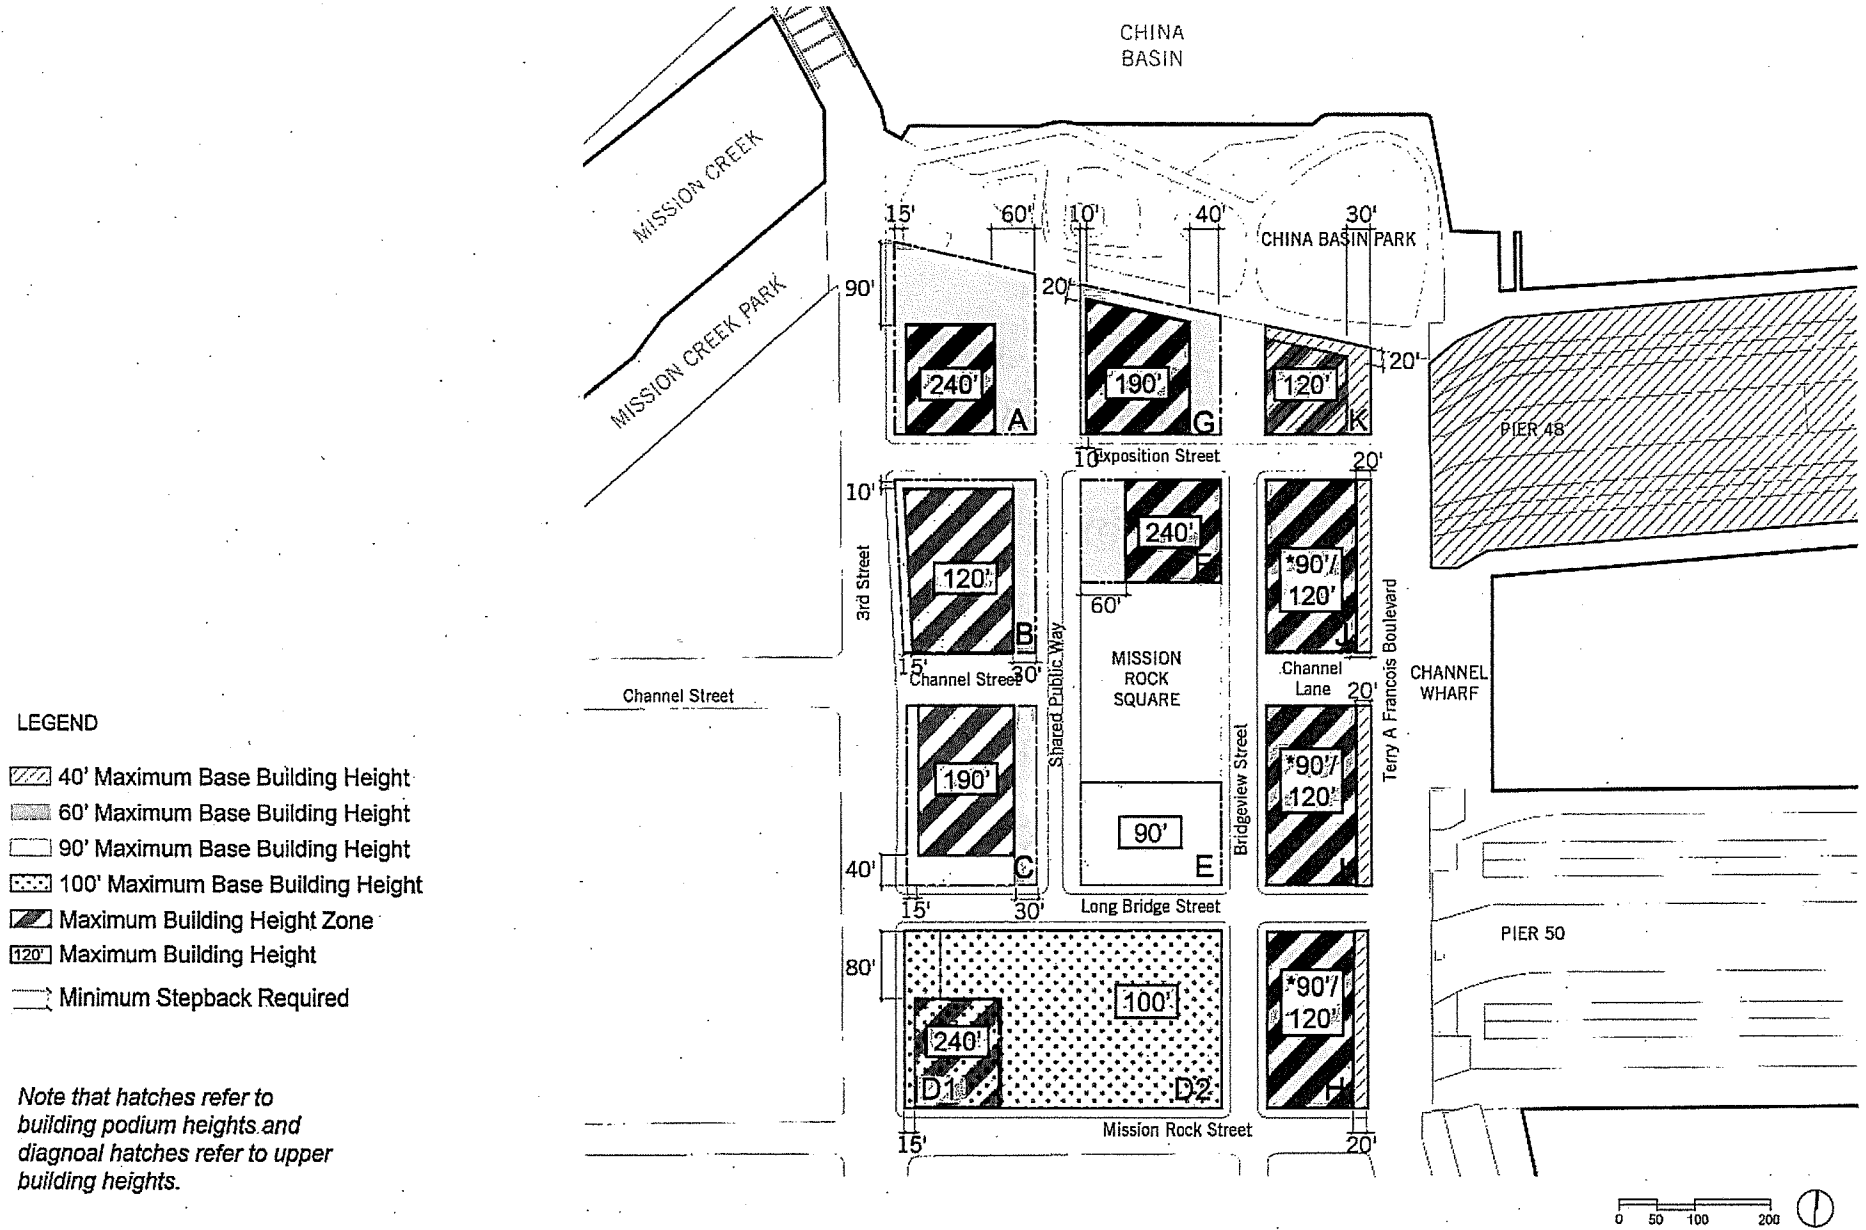 CHINA
BASIN
MISSION CREEK
MISSION CREEK PARK
15'
60'
10'
40'
30'
CHINA BASIN PARK
90'
20'
20'
240'
190'
120'
A
G
K
PIER 48
10'
Exposition Street
20'
10'
3rd Street
120'
B
240'
F
60'
*90'/
120'
J
15'
30'
Channel Street
Channel Street
Shared Public Way
MISSION
ROCK
SQUARE
Channel
Lane
20'
Terry A Francois Boulevard
CHANNEL
WHARF
190'
C
40'
15'
30'
90'
E
Bridgeview Street
*90'/
120'
Long Bridge Street
80'
240'
D1
100'
D2
*90'/
120'
H
PIER 50
15'
Mission Rock Street
20'
LEGEND
40' Maximum Base Building Height
60' Maximum Base Building Height
90' Maximum Base Building Height
100' Maximum Base Building Height
Maximum Building Height Zone
120' Maximum Building Height
Minimum Stepback Required
Note that hatches refer to
building podium heights and
diagnoal hatches refer to upper
building heights.
0 50 100 200